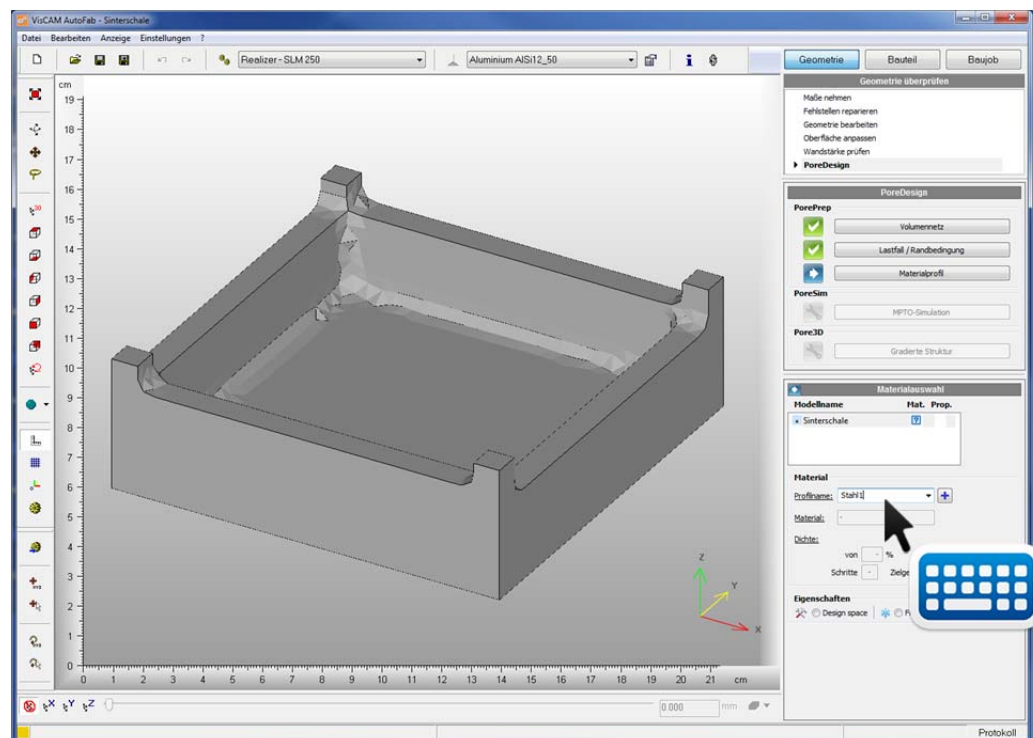 VisCAM AutoFab - Sinterschale
Datei Bearbeiten Anzeige Einstellungen ?
Realizer - SLM 250 Aluminium AlSi12_50
Geometrie Bauteil Baujob
Geometrie überprüfen
Maße nehmen
Fehlstellen reparieren
Geometrie bearbeiten
Oberfläche anpassen
Wandstärke prüfen
PoreDesign
PoreDesign
PorePrep
Volumennetz
Lastfall / Randbedingung
Materialprofil
PoreSim
MPTO-Simulation
Pore3D
Gradierte Struktur
Materialauswahl
Modellname Mat. Prop.
Sinterschale ?
Material
Profilname: Stahl1
Material: -
Dichte:
von - %
Schritte -
Eigenschaften
Design space
cm
19
18
17
16
15
14
13
12
11
10
9
8
7
6
5
4
3
2
1
0
0 1 2 3 4 5 6 7 8 9 10 11 12 13 14 15 16 17 18 19 20 21 cm
Z
Y
X
X Y Z 0.000 mm
Protokoll